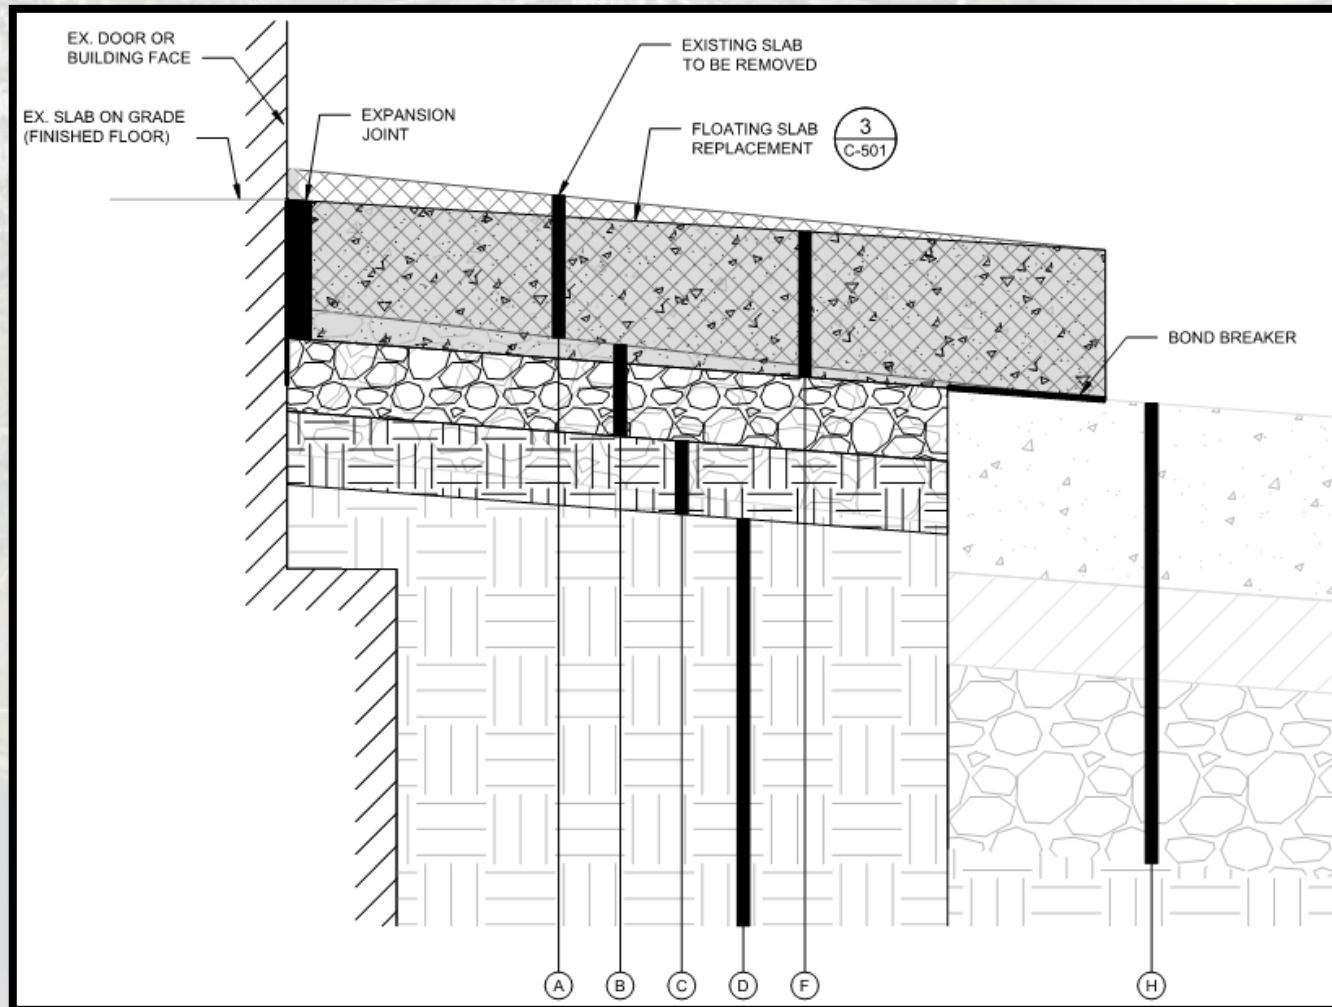 EX. DOOR OR
BUILDING FACE
EX. SLAB ON GRADE
(FINISHED FLOOR)
EXPANSION
JOINT
EXISTING SLAB
TO BE REMOVED
FLOATING SLAB
REPLACEMENT
3
C-501
BOND BREAKER
A
B
C
D
F
H